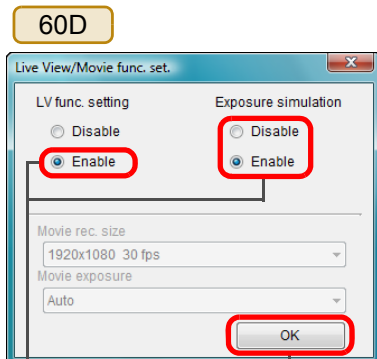 60D
Live View/Movie func. set.
LV func. setting
Exposure simulation
Disable
Disable
Enable
Enable
Movie rec. size
1920x1080 30 fps
Movie exposure
Auto
OK